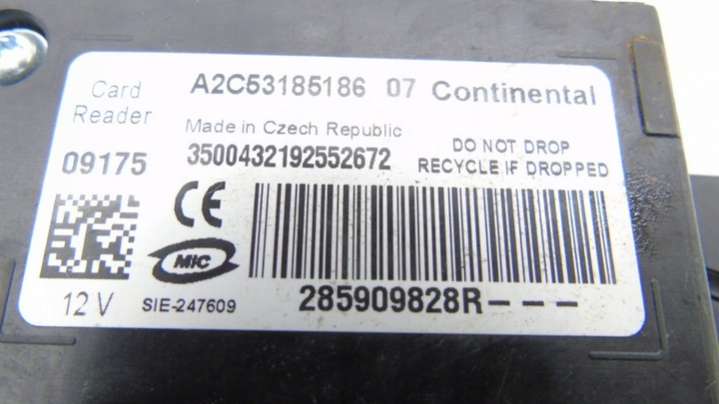 Card Reader
A2C53185186 07 Continental
Made in Czech Republic
09175
3500432192552672
DO NOT DROP
RECYCLE IF DROPPED
CE
MIC
12 V
SIE-247609
285909828R---